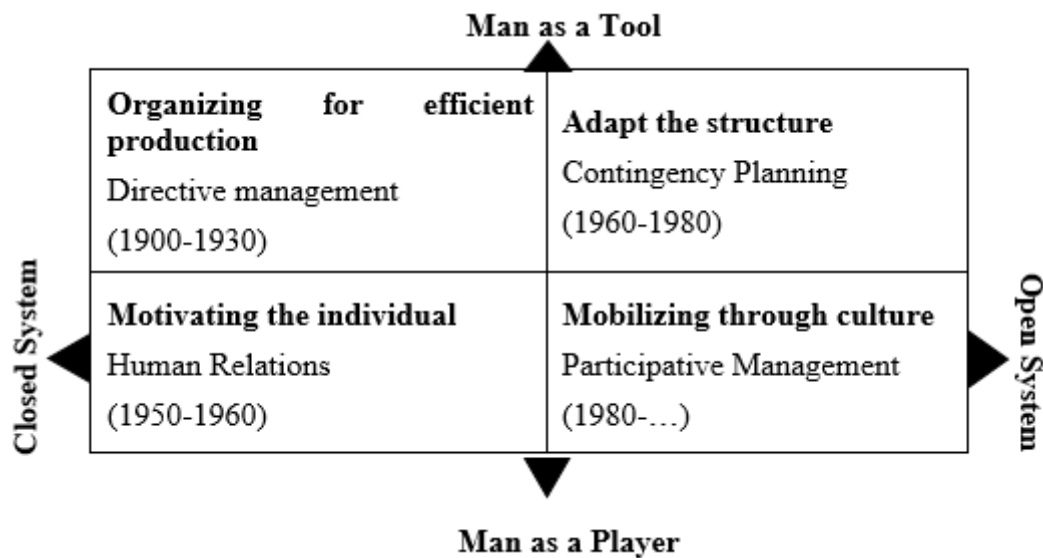 Man as a Tool
Organizing for efficient
production
Directive management
(1900-1930)
Adapt the structure
Contingency Planning
(1960-1980)
Closed System
Motivating the individual
Human Relations
(1950-1960)
Mobilizing through culture
Participative Management
(1980-…)
Open System
Man as a Player